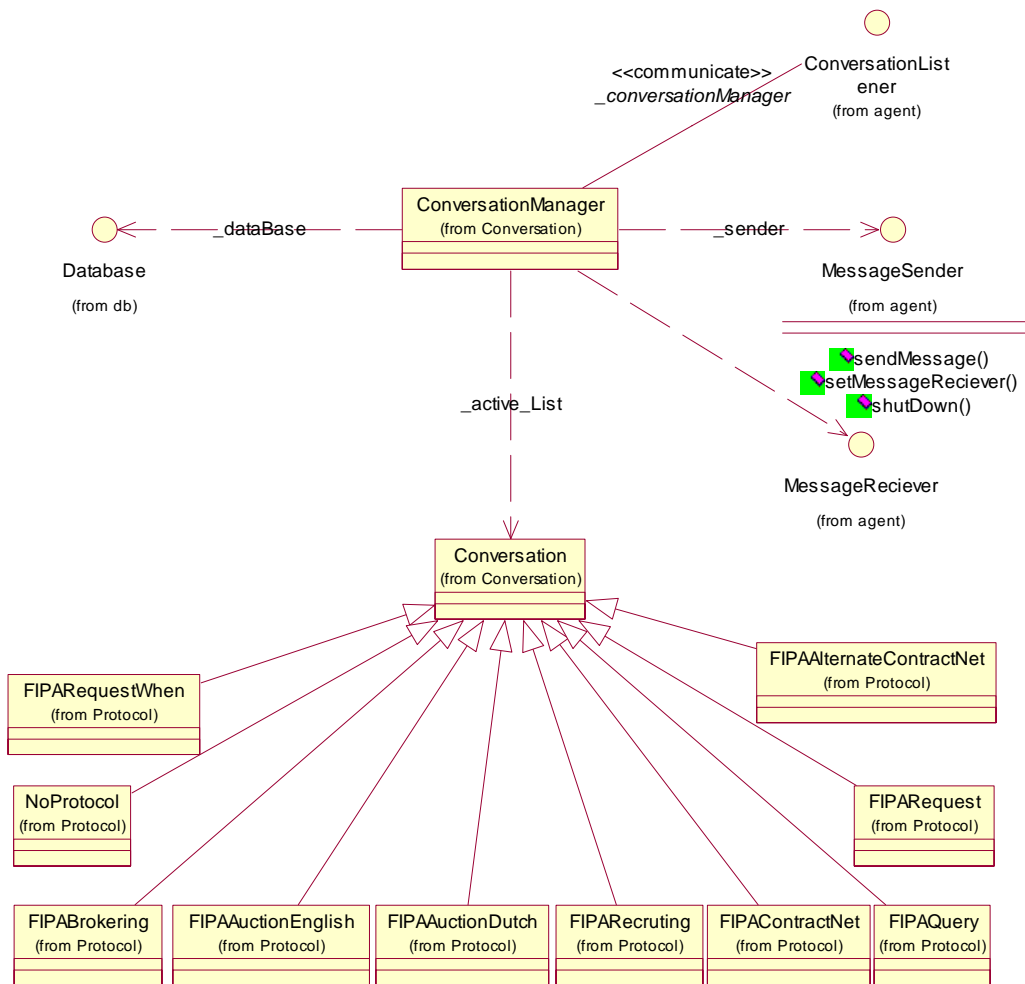 <<communicate>>
_conversationManager
ConversationList
ener
(from agent)
ConversationManager
(from Conversation)
_dataBase
_sender
Database
(from db)
MessageSender
(from agent)
sendMessage()
setMessageReciever()
shutDown()
_active_List
MessageReciever
(from agent)
Conversation
(from Conversation)
FIPAAlternateContractNet
(from Protocol)
FIPARequestWhen
(from Protocol)
NoProtocol
(from Protocol)
FIPARequest
(from Protocol)
FIPABrokering
(from Protocol)
FIPAAuctionEnglish
(from Protocol)
FIPAAuctionDutch
(from Protocol)
FIPARecruting
(from Protocol)
FIPAContractNet
(from Protocol)
FIPAQuery
(from Protocol)